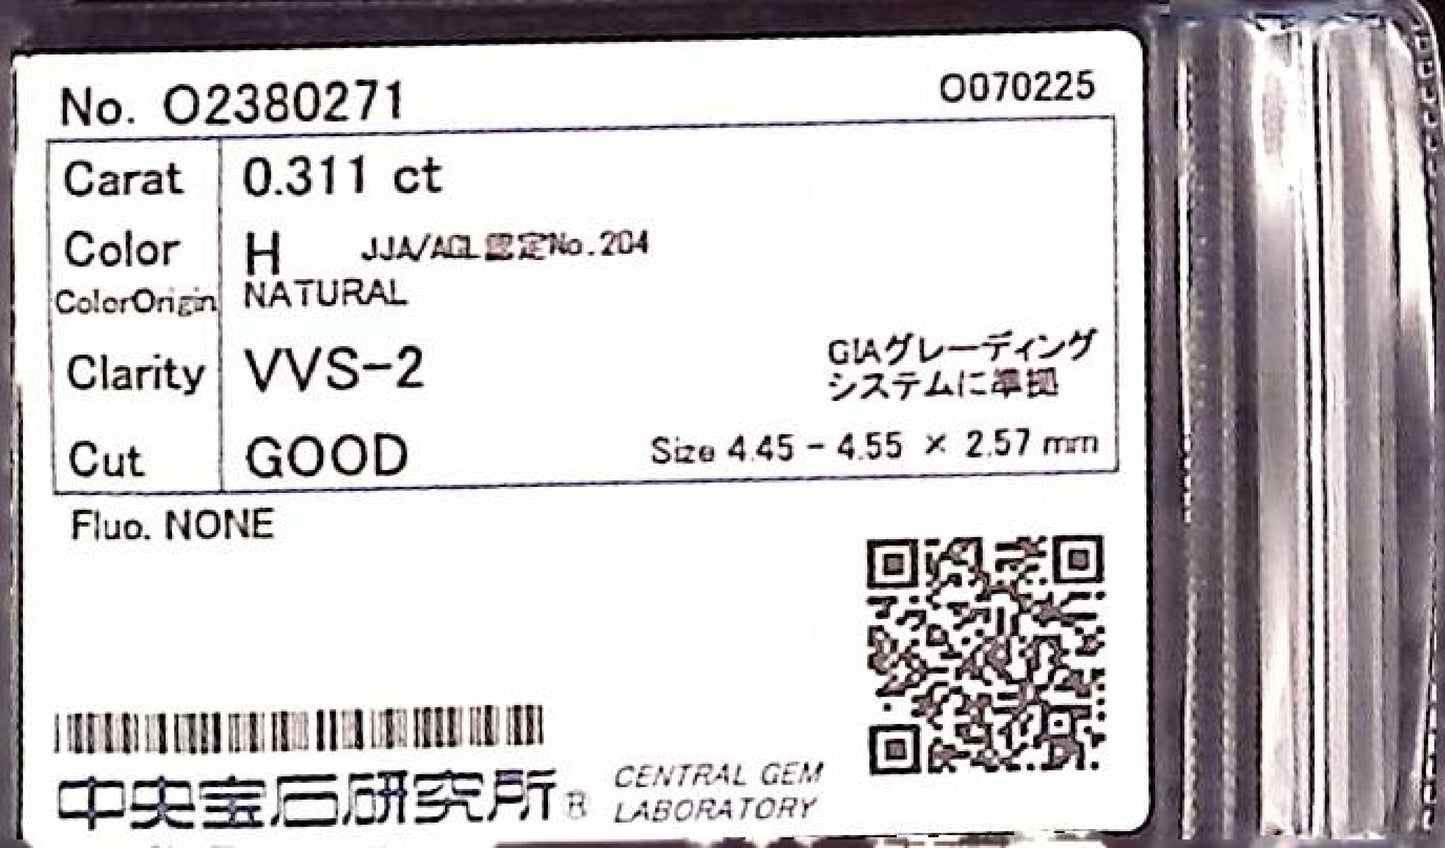 No. O2380271
O070225
Carat 0.311 ct
Color H JJA/AGL認定No.204
ColorOrigin NATURAL
Clarity VVS-2
GIAグレーディング
システムに準拠
Cut GOOD Size 4.45 - 4.55 × 2.57 mm
Fluo. NONE
中央宝石研究所® CENTRAL GEM
LABORATORY